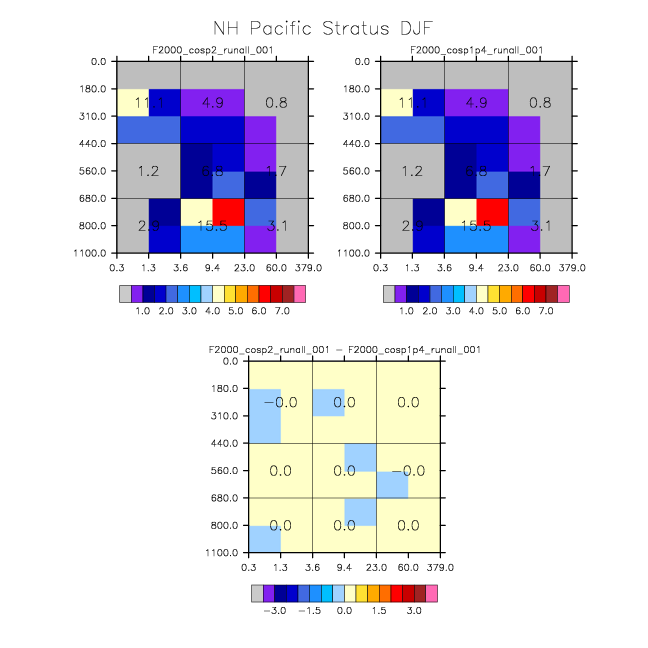 NH Pacific Stratus DJF
F2000_cosp2_runall_001
F2000_cosp1p4_runall_001
0.0
180.0
310.0
440.0
560.0
680.0
800.0
1100.0
11.1 4.9 0.8
1.2 6.8 1.7
2.9 15.5 3.1
0.3 1.3 3.6 9.4 23.0 60.0 379.0
1.0 2.0 3.0 4.0 5.0 6.0 7.0
0.0
180.0
310.0
440.0
560.0
680.0
800.0
1100.0
11.1 4.9 0.8
1.2 6.8 1.7
2.9 15.5 3.1
0.3 1.3 3.6 9.4 23.0 60.0 379.0
1.0 2.0 3.0 4.0 5.0 6.0 7.0
F2000_cosp2_runall_001 − F2000_cosp1p4_runall_001
0.0
180.0
310.0
440.0
560.0
680.0
800.0
1100.0
−0.0 0.0 0.0
0.0 0.0 −0.0
0.0 0.0 0.0
0.3 1.3 3.6 9.4 23.0 60.0 379.0
−3.0 −1.5 0.0 1.5 3.0